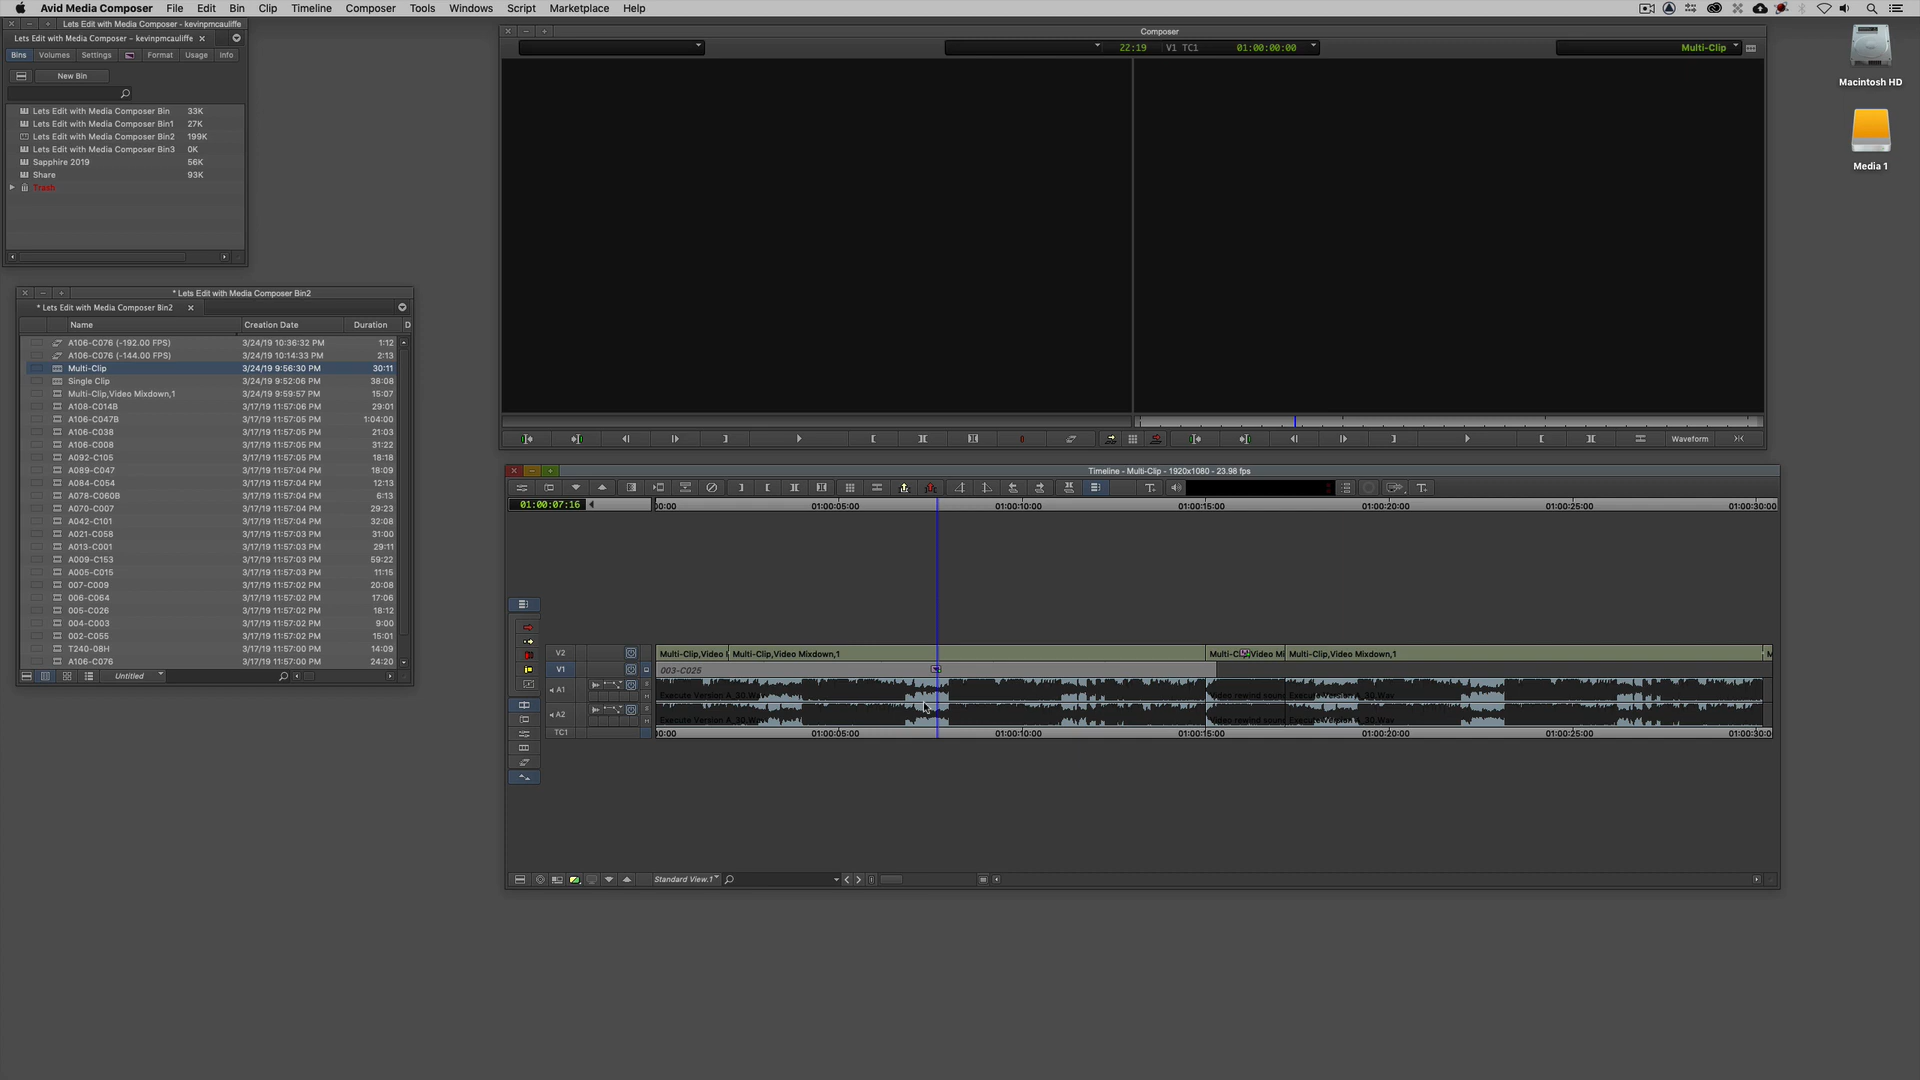 Avid Media Composer File Edit Bin Clip Timeline Composer Tools Windows Script Marketplace Help
Lets Edit with Media Composer - kevinpmcauliffe
Lets Edit with Media Composer - kevinpmcauliffe
Bins Volumes Settings Format Usage Info
New Bin
Lets Edit with Media Composer Bin 33K
Lets Edit with Media Composer Bin1 27K
Lets Edit with Media Composer Bin2 199K
Lets Edit with Media Composer Bin3 0K
Sapphire 2019 56K
Share 93K
Trash
* Lets Edit with Media Composer Bin2
* Lets Edit with Media Composer Bin2
Name Creation Date Duration D
A106-C076 (-192.00 FPS) 3/24/19 10:36:32 PM 1:12
A106-C076 (-144.00 FPS) 3/24/19 10:14:33 PM 2:13
Multi-Clip 3/24/19 9:56:30 PM 30:11
Single Clip 3/24/19 9:52:06 PM 38:08
Multi-Clip,Video Mixdown,1 3/24/19 9:59:57 PM 15:07
A108-C014B 3/17/19 11:57:06 PM 29:01
A106-C047B 3/17/19 11:57:05 PM 1:04:00
A106-C038 3/17/19 11:57:05 PM 21:03
A106-C008 3/17/19 11:57:05 PM 31:22
A092-C105 3/17/19 11:57:05 PM 18:18
A089-C047 3/17/19 11:57:04 PM 18:09
A084-C054 3/17/19 11:57:04 PM 12:13
A078-C060B 3/17/19 11:57:04 PM 6:13
A070-C007 3/17/19 11:57:04 PM 29:23
A042-C101 3/17/19 11:57:04 PM 32:08
A021-C058 3/17/19 11:57:03 PM 31:00
A013-C001 3/17/19 11:57:03 PM 29:11
A009-C153 3/17/19 11:57:03 PM 59:22
A005-C015 3/17/19 11:57:03 PM 11:15
007-C009 3/17/19 11:57:02 PM 20:08
006-C064 3/17/19 11:57:02 PM 17:06
005-C026 3/17/19 11:57:02 PM 18:12
004-C003 3/17/19 11:57:02 PM 9:00
002-C055 3/17/19 11:57:02 PM 15:01
T240-08H 3/17/19 11:57:00 PM 14:09
A106-C076 3/17/19 11:57:00 PM 24:20
Untitled
Composer
22:19 V1 TC1 01:00:00:00 Multi-Clip
Waveform
Macintosh HD
Media 1
Timeline - Multi-Clip - 1920x1080 - 23.98 fps
01:00:07:16 00:00 01:00:05:00 01:00:10:00 01:00:15:00 01:00:20:00 01:00:25:00 01:00:30:00
V2 Multi-Clip,Video Multi-Clip,Video Mixdown,1 Multi-Clip,Video Mi Multi-Clip,Video Mixdown,1 M
V1 003-C025
A1 Execute Version A_30.Wav Video rewind soun Execute Version A_30.Wav
A2 Execute Version A_30.Wav Video rewind soun Execute Version A_30.Wav
TC1 00:00 01:00:05:00 01:00:10:00 01:00:15:00 01:00:20:00 01:00:25:00 01:00:30:0
Standard View.1